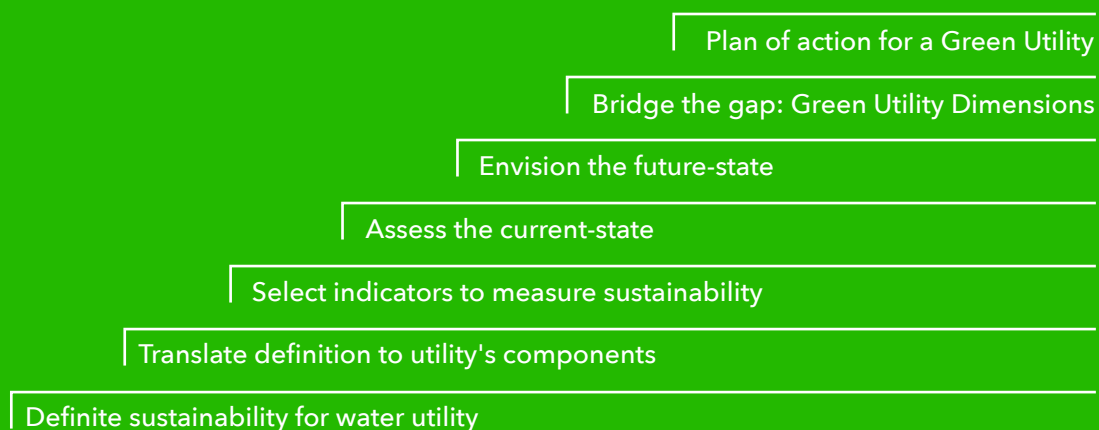 Plan of action for a Green Utility
Bridge the gap: Green Utility Dimensions
Envision the future-state
Assess the current-state
Select indicators to measure sustainability
Translate definition to utility's components
Definite sustainability for water utility